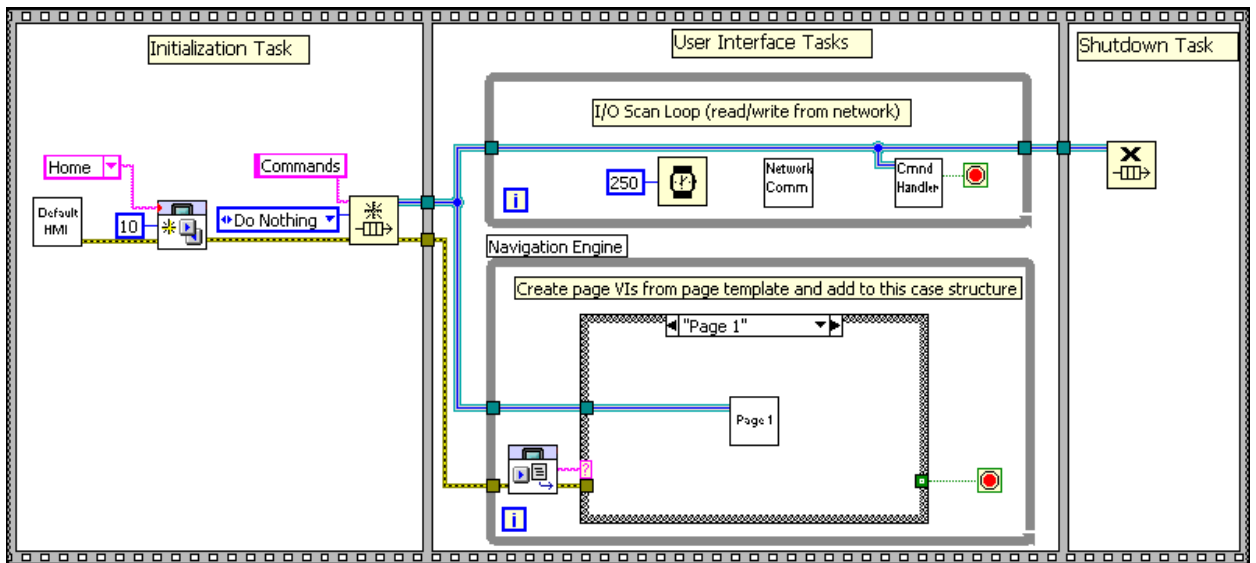 Initialization Task
User Interface Tasks
Shutdown Task
I/O Scan Loop (read/write from network)
Home
Commands
Default
HMI
10
Do Nothing
250
Network
Comm
Cmnd
Handler
i
Navigation Engine
Create page VIs from page template and add to this case structure
"Page 1"
Page 1
?
i